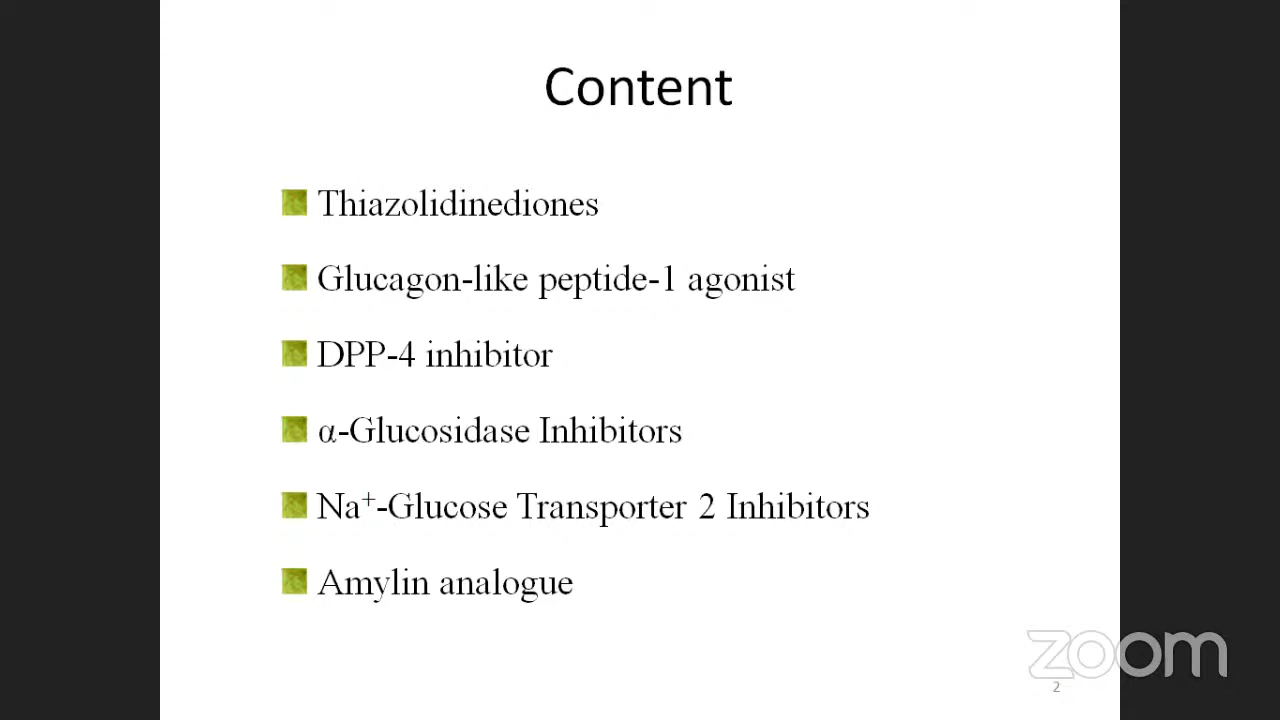 Content
Thiazolidinediones
Glucagon-like peptide-1 agonist
DPP-4 inhibitor
α-Glucosidase Inhibitors
Na⁺-Glucose Transporter 2 Inhibitors
Amylin analogue
zoom
2